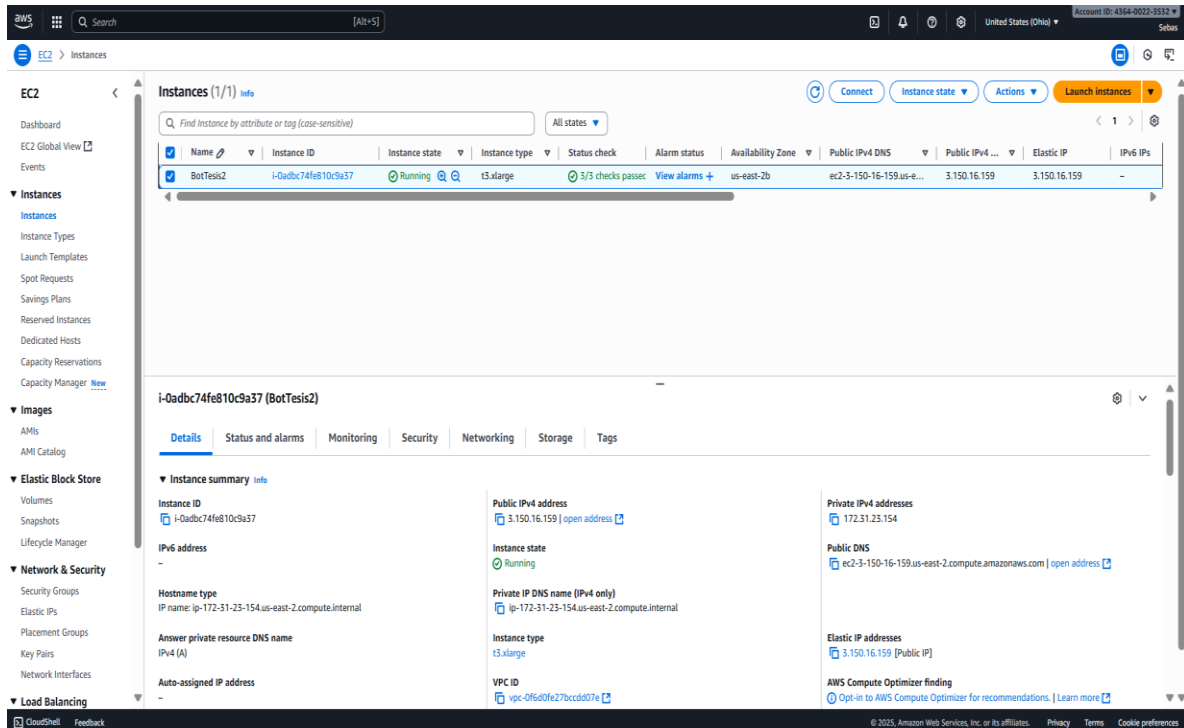 aws Search [Alt+S] United States (Ohio) Account ID: 4364-0022-3532
Sebas
EC2 > Instances
EC2
Dashboard
EC2 Global View
Events
Instances
Instances
Instance Types
Launch Templates
Spot Requests
Savings Plans
Reserved Instances
Dedicated Hosts
Capacity Reservations
Capacity Manager New
Images
AMIs
AMI Catalog
Elastic Block Store
Volumes
Snapshots
Lifecycle Manager
Network & Security
Security Groups
Elastic IPs
Placement Groups
Key Pairs
Network Interfaces
Load Balancing
Instances (1/1) Info Connect Instance state Actions Launch instances
Find Instance by attribute or tag (case-sensitive) All states 1
Name Instance ID Instance state Instance type Status check Alarm status Availability Zone Public IPv4 DNS Public IPv4 ... Elastic IP IPv6 IPs
BotTesis2 i-0adbc74fe810c9a37 Running t3.xlarge 3/3 checks passec View alarms + us-east-2b ec2-3-150-16-159.us-e... 3.150.16.159 3.150.16.159 –
i-0adbc74fe810c9a37 (BotTesis2)
Details Status and alarms Monitoring Security Networking Storage Tags
Instance summary Info
Instance ID Public IPv4 address Private IPv4 addresses
i-0adbc74fe810c9a37 3.150.16.159 | open address 172.31.23.154
IPv6 address Instance state Public DNS
– Running ec2-3-150-16-159.us-east-2.compute.amazonaws.com | open address
Hostname type Private IP DNS name (IPv4 only)
IP name: ip-172-31-23-154.us-east-2.compute.internal ip-172-31-23-154.us-east-2.compute.internal
Answer private resource DNS name Instance type Elastic IP addresses
IPv4 (A) t3.xlarge 3.150.16.159 [Public IP]
Auto-assigned IP address VPC ID AWS Compute Optimizer finding
– vpc-0f6d0fe27bccdd07e Opt-in to AWS Compute Optimizer for recommendations. | Learn more
CloudShell Feedback © 2025, Amazon Web Services, Inc. or its affiliates. Privacy Terms Cookie preferences